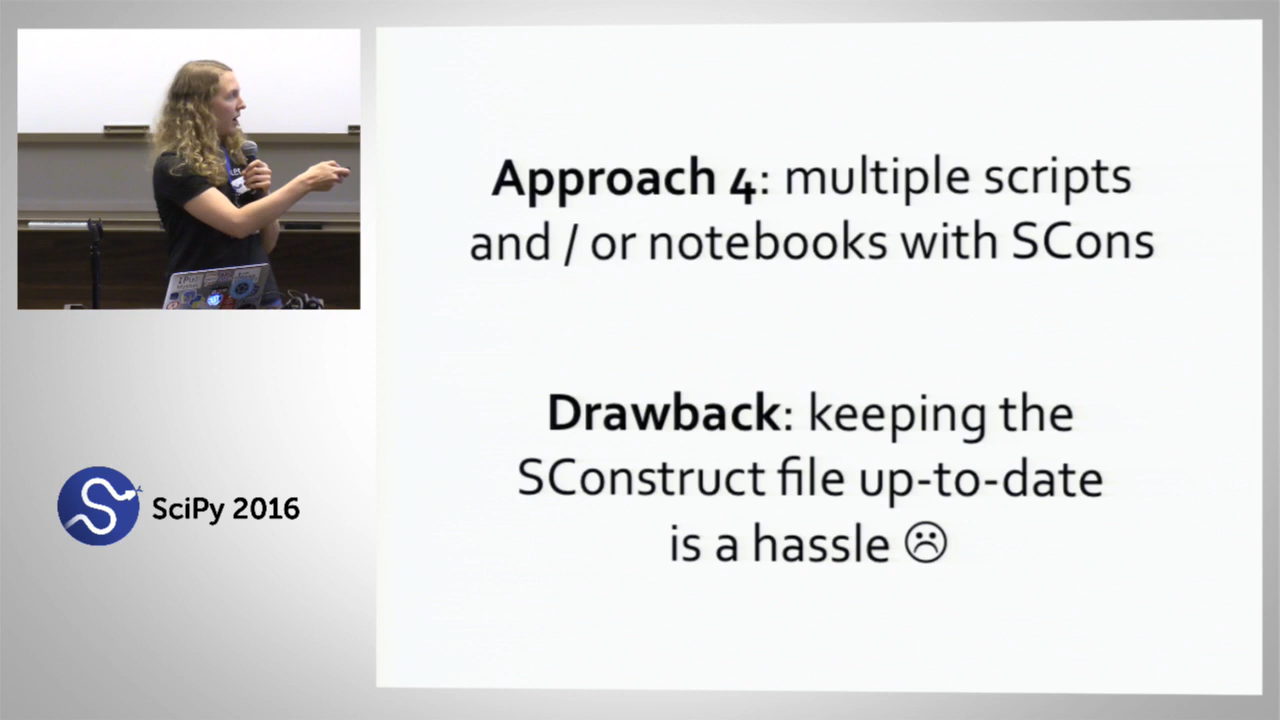 Approach 4: multiple scripts
and / or notebooks with SCons
Drawback: keeping the
SConstruct file up-to-date
is a hassle ☹
SciPy 2016